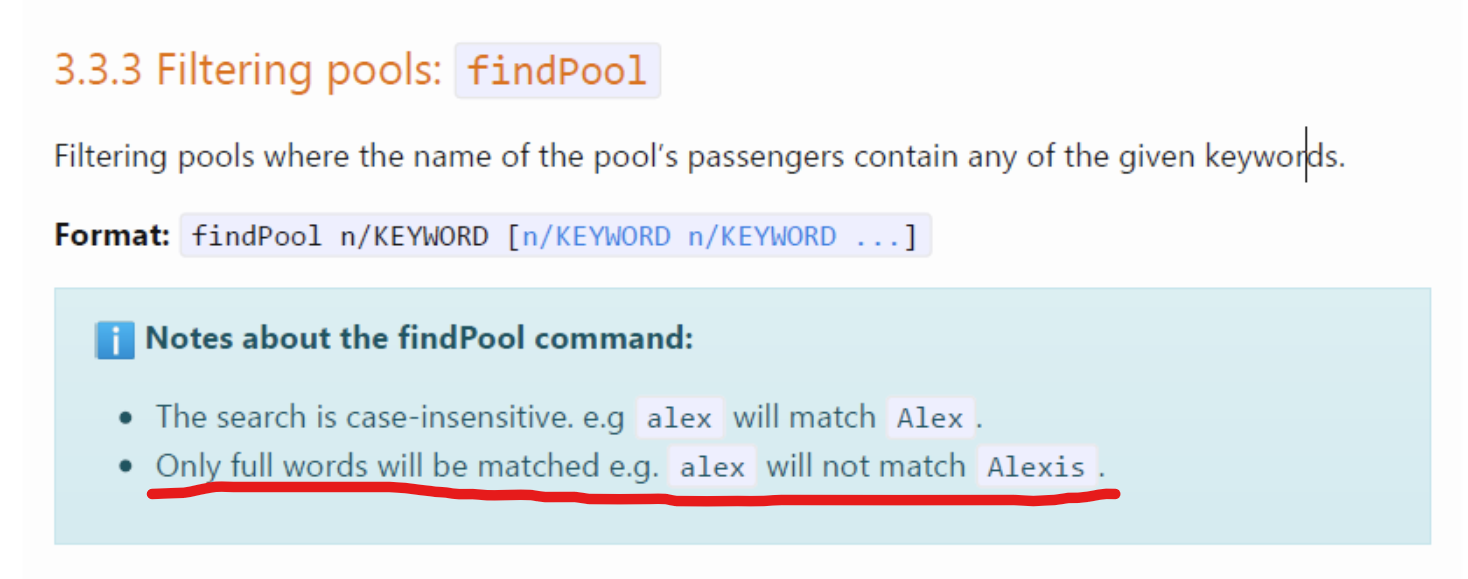 3.3.3 Filtering pools: findPool
Filtering pools where the name of the pool’s passengers contain any of the given keywords.
Format: findPool n/KEYWORD [n/KEYWORD n/KEYWORD ...]
Notes about the findPool command:
• The search is case-insensitive. e.g alex will match Alex.
• Only full words will be matched e.g. alex will not match Alexis.